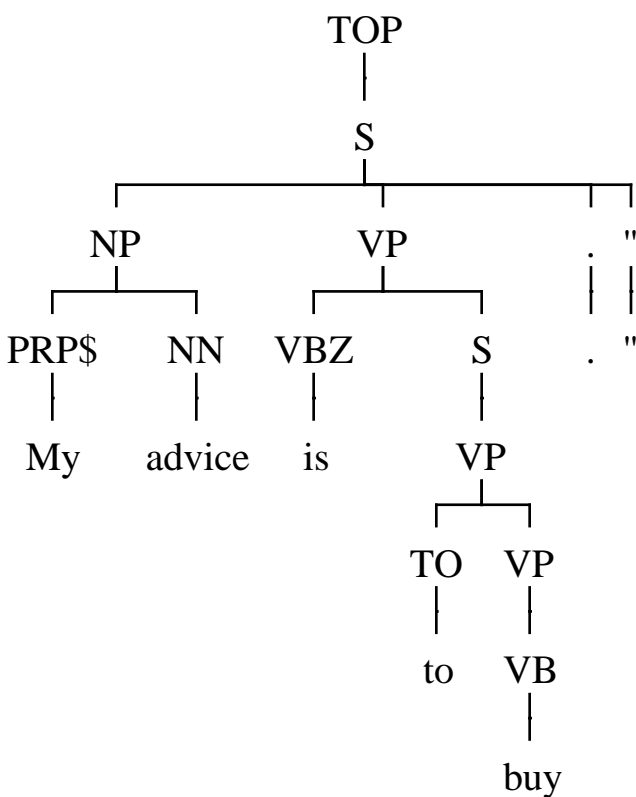 TOP
S
NP VP . "
PRP$ NN VBZ S . "
My advice is VP
TO VP
to VB
buy